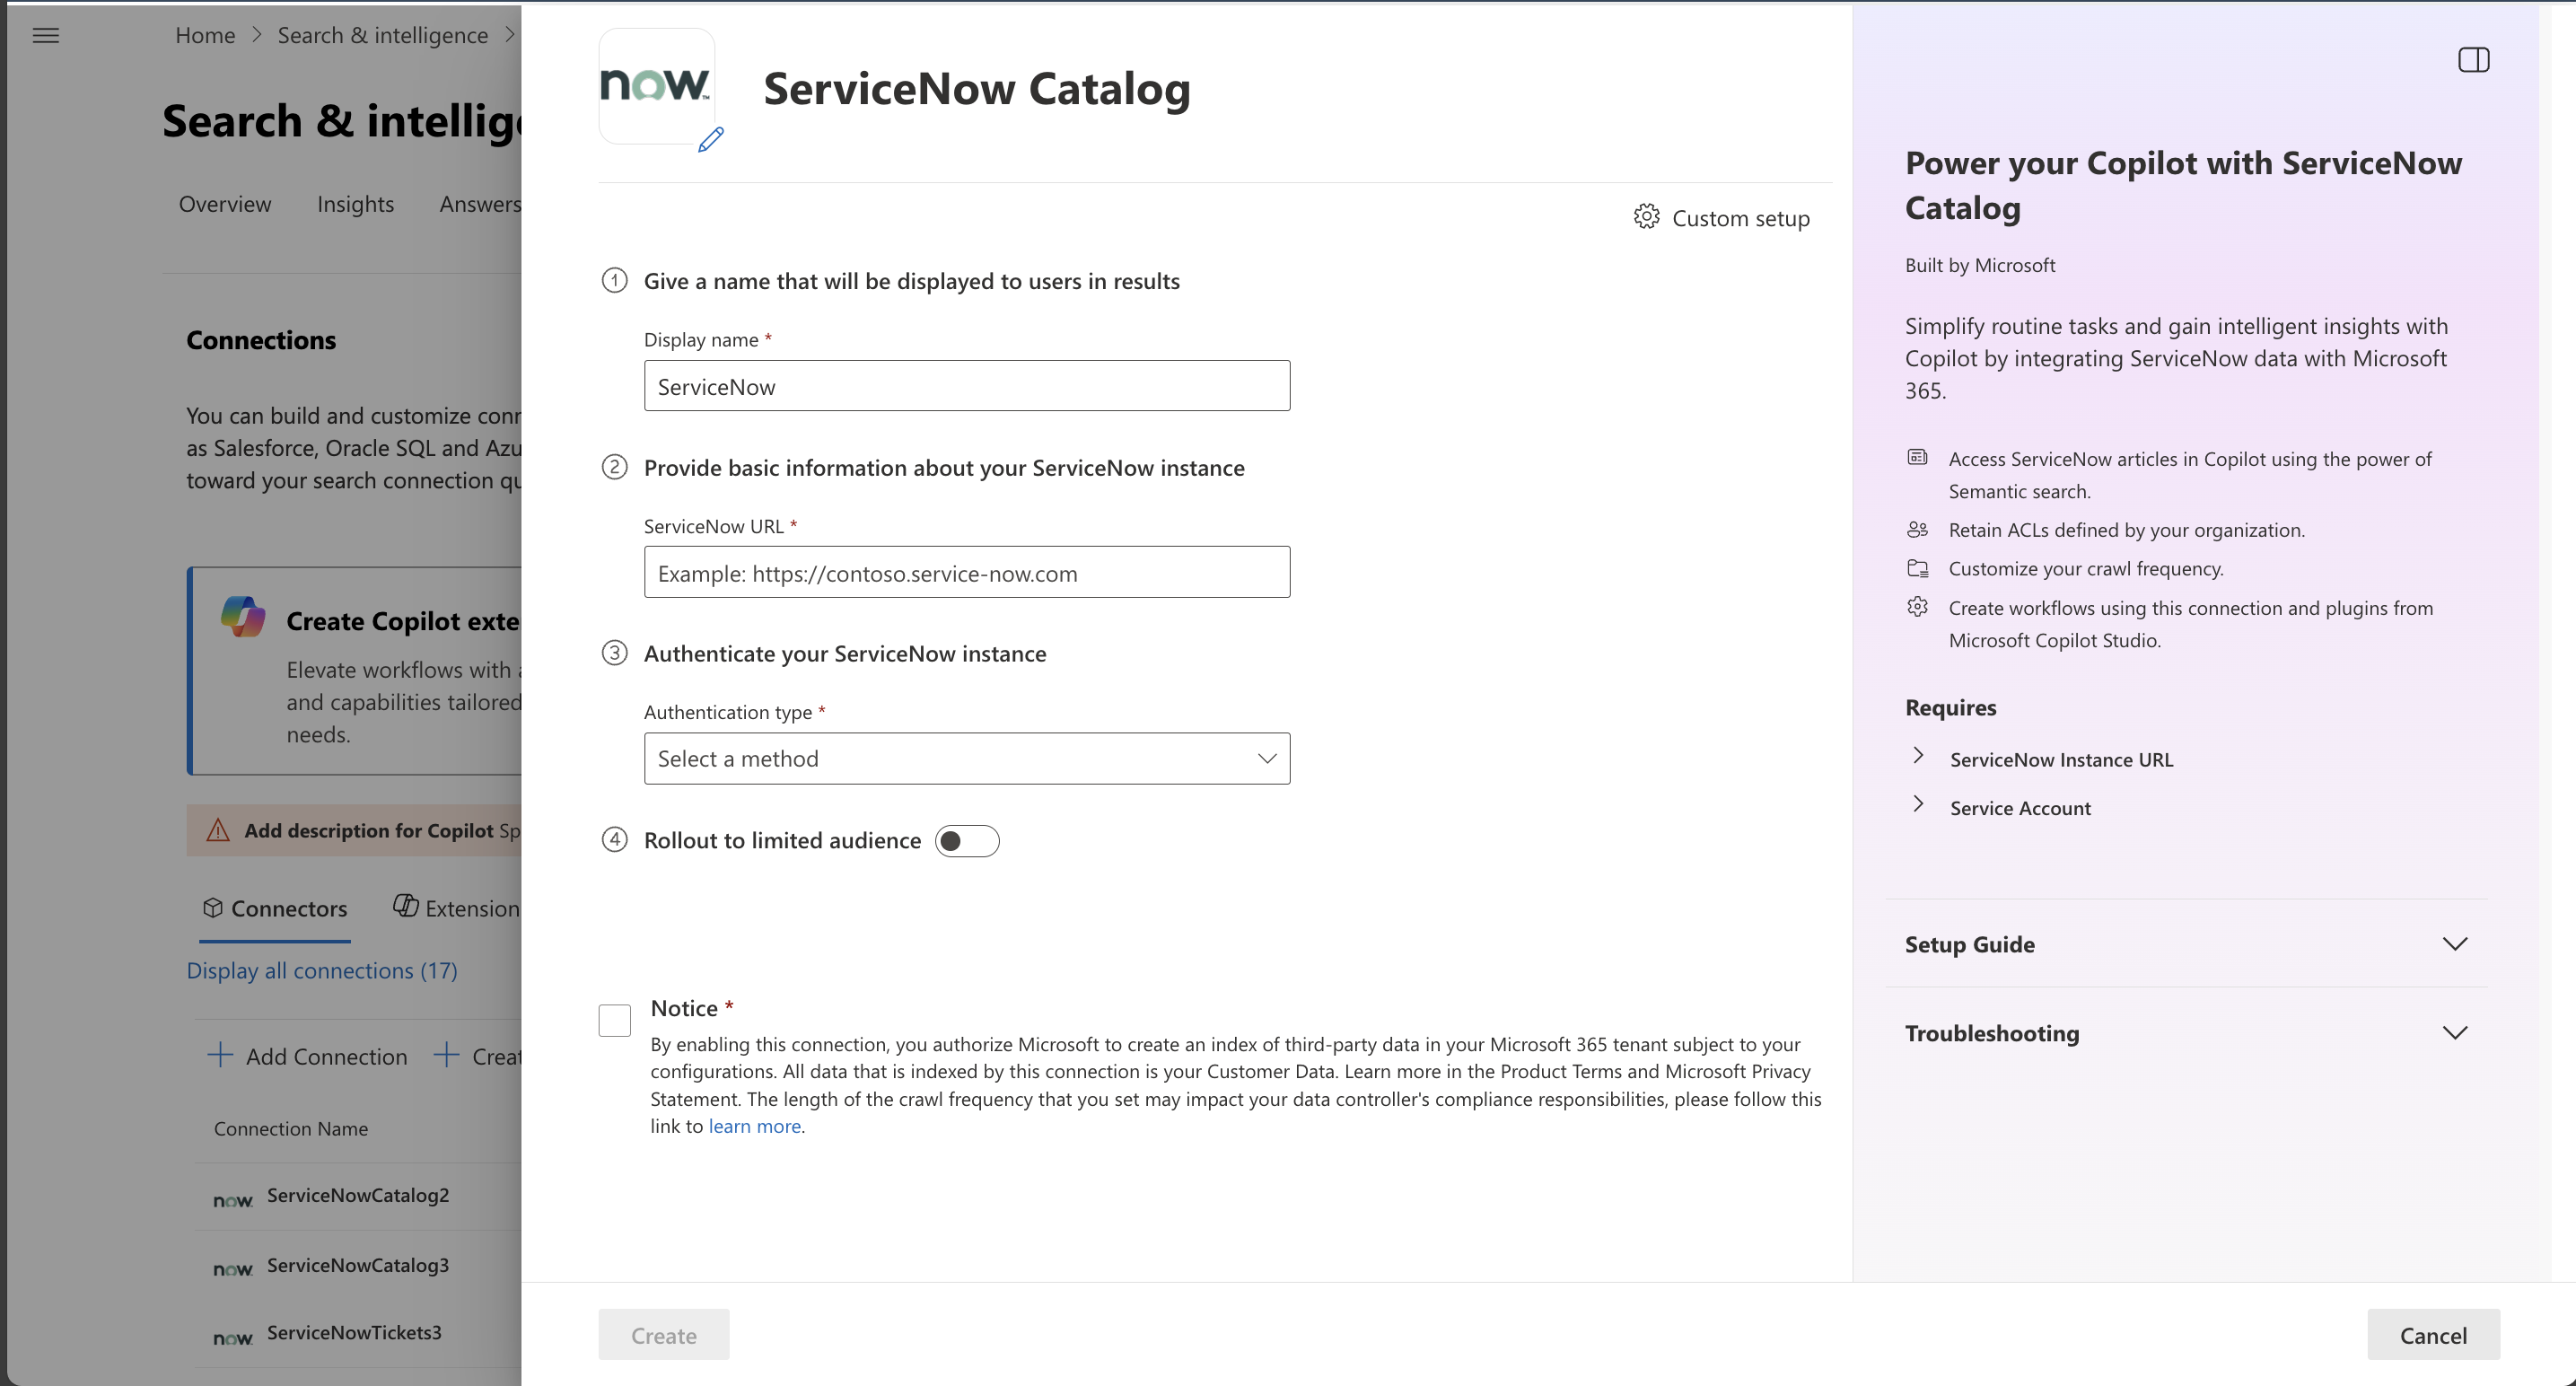 Home > Search & intelligence >
Search & intellige
Overview Insights Answers
Connections
You can build and customize conr
as Salesforce, Oracle SQL and Azu
toward your search connection qu
Create Copilot exte
Elevate workflows with a
and capabilities tailored
needs.
Add description for Copilot Sp
Connectors Extension
Display all connections (17)
+ Add Connection + Creat
Connection Name
now ServiceNowCatalog2
now ServiceNowCatalog3
now ServiceNowTickets3
now™
ServiceNow Catalog
Custom setup
1 Give a name that will be displayed to users in results
Display name *
ServiceNow
2 Provide basic information about your ServiceNow instance
ServiceNow URL *
Example: https://contoso.service-now.com
3 Authenticate your ServiceNow instance
Authentication type *
Select a method
4 Rollout to limited audience
Notice *
By enabling this connection, you authorize Microsoft to create an index of third-party data in your Microsoft 365 tenant subject to your
configurations. All data that is indexed by this connection is your Customer Data. Learn more in the Product Terms and Microsoft Privacy
Statement. The length of the crawl frequency that you set may impact your data controller's compliance responsibilities, please follow this
link to learn more.
Create
Cancel
Power your Copilot with ServiceNow
Catalog
Built by Microsoft
Simplify routine tasks and gain intelligent insights with
Copilot by integrating ServiceNow data with Microsoft
365.
Access ServiceNow articles in Copilot using the power of
Semantic search.
Retain ACLs defined by your organization.
Customize your crawl frequency.
Create workflows using this connection and plugins from
Microsoft Copilot Studio.
Requires
ServiceNow Instance URL
Service Account
Setup Guide
Troubleshooting